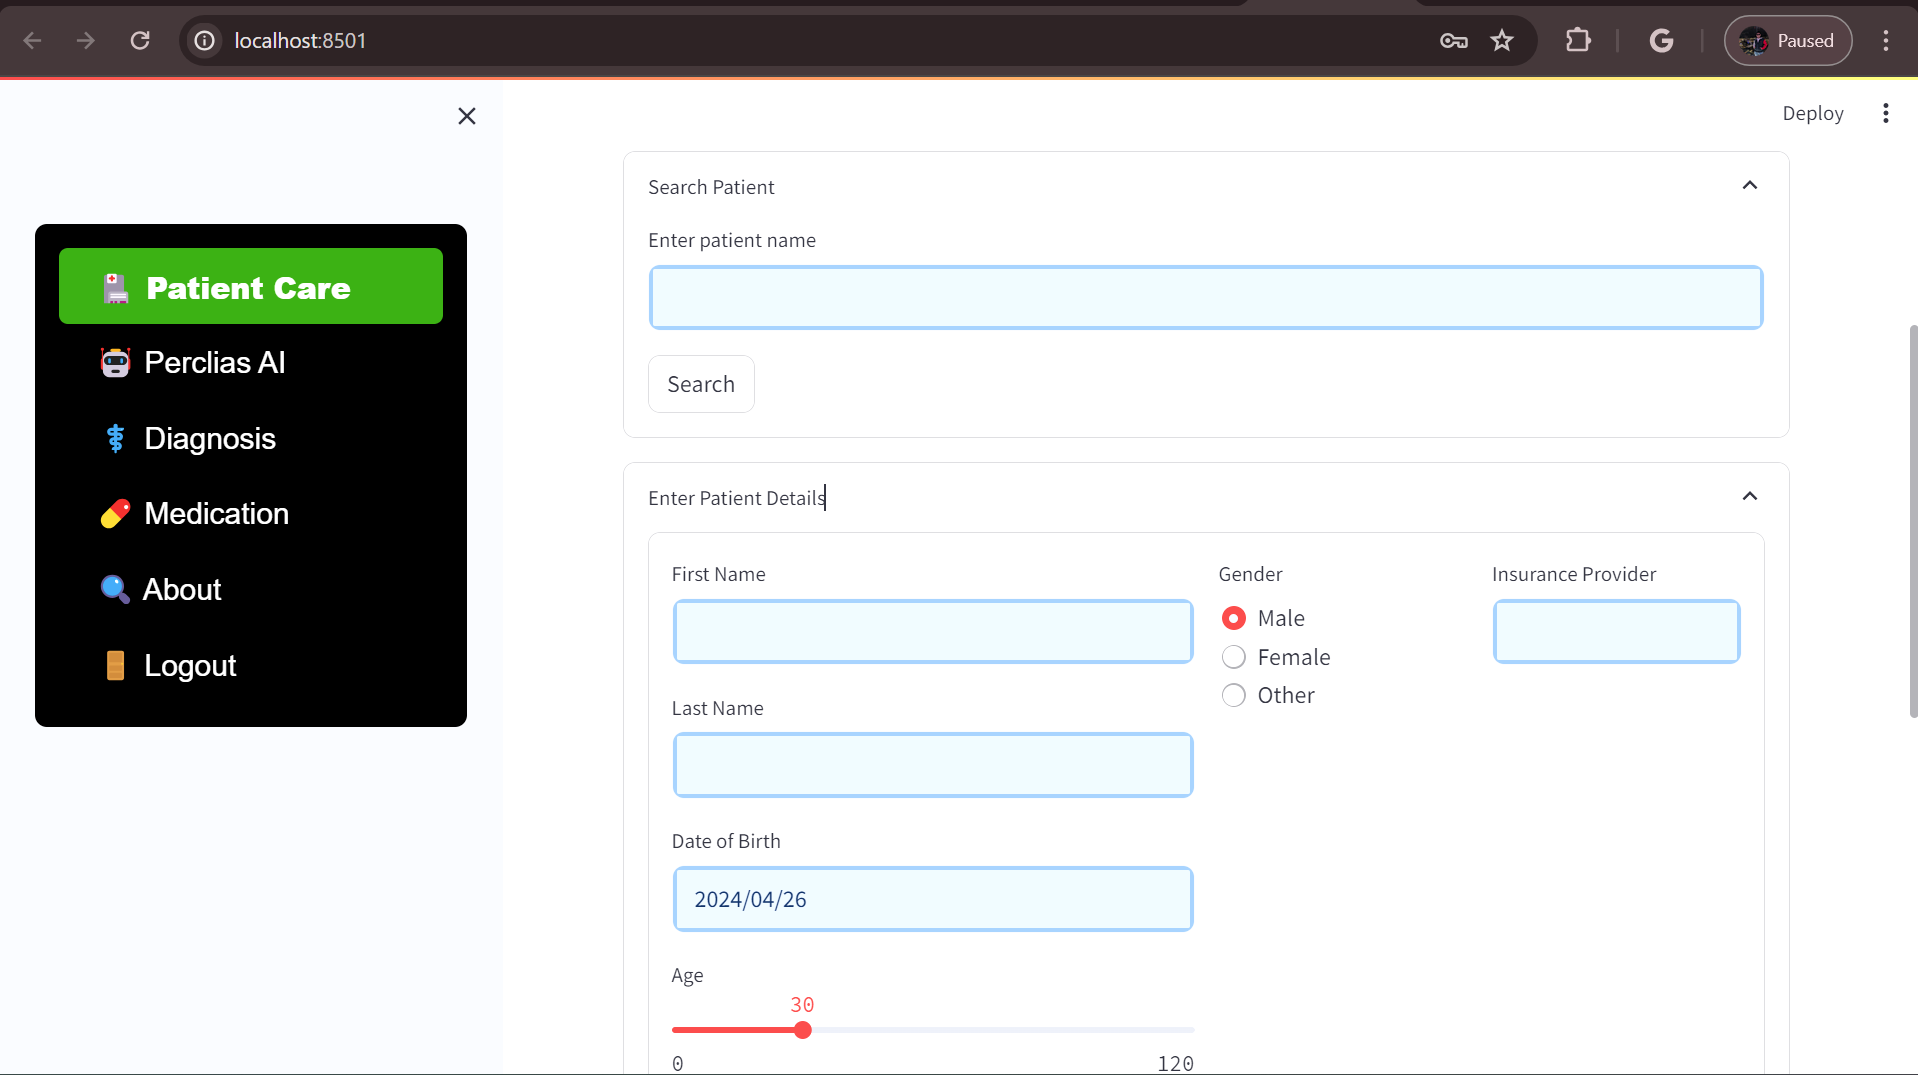 localhost:8501
Paused
Deploy
Patient Care
Perclias AI
Diagnosis
Medication
About
Logout
Search Patient
Enter patient name
Search
Enter Patient Details
First Name
Gender
Insurance Provider
Male
Female
Other
Last Name
Date of Birth
2024/04/26
Age
30
0
120